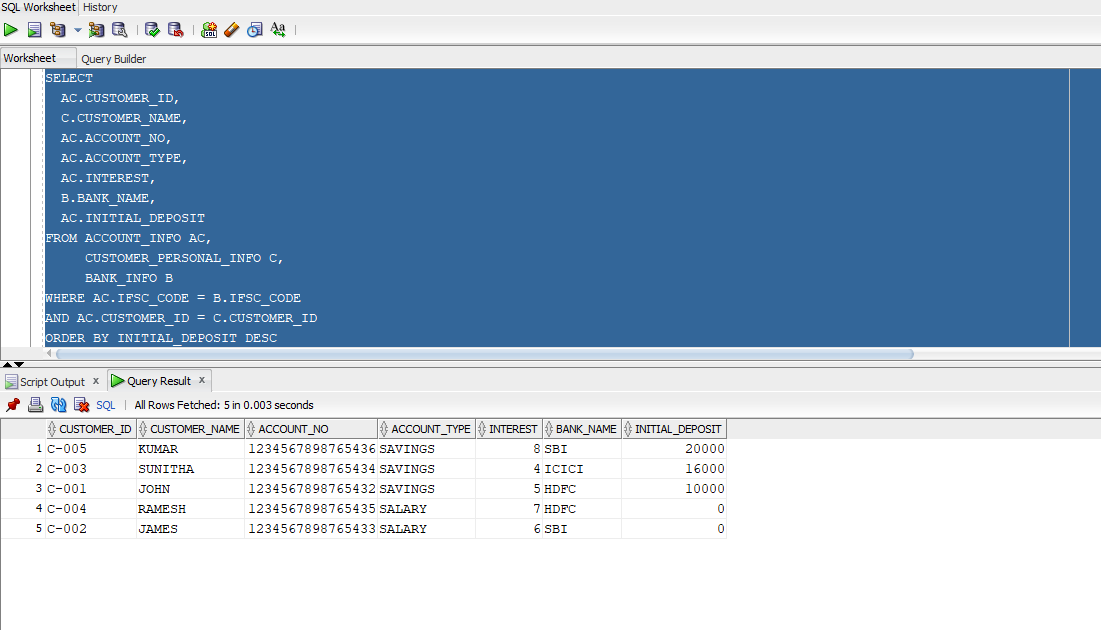 SQL Worksheet History
SQL
Aa
Worksheet Query Builder
SELECT
AC.CUSTOMER_ID,
C.CUSTOMER_NAME,
AC.ACCOUNT_NO,
AC.ACCOUNT_TYPE,
AC.INTEREST,
B.BANK_NAME,
AC.INITIAL_DEPOSIT
FROM ACCOUNT_INFO AC,
CUSTOMER_PERSONAL_INFO C,
BANK_INFO B
WHERE AC.IFSC_CODE = B.IFSC_CODE
AND AC.CUSTOMER_ID = C.CUSTOMER_ID
ORDER BY INITIAL_DEPOSIT DESC
Script Output x Query Result x
SQL All Rows Fetched: 5 in 0.003 seconds
CUSTOMER_ID CUSTOMER_NAME ACCOUNT_NO ACCOUNT_TYPE INTEREST BANK_NAME INITIAL_DEPOSIT
1 C-005 KUMAR 1234567898765436 SAVINGS 8 SBI 20000
2 C-003 SUNITHA 1234567898765434 SAVINGS 4 ICICI 16000
3 C-001 JOHN 1234567898765432 SAVINGS 5 HDFC 10000
4 C-004 RAMESH 1234567898765435 SALARY 7 HDFC 0
5 C-002 JAMES 1234567898765433 SALARY 6 SBI 0